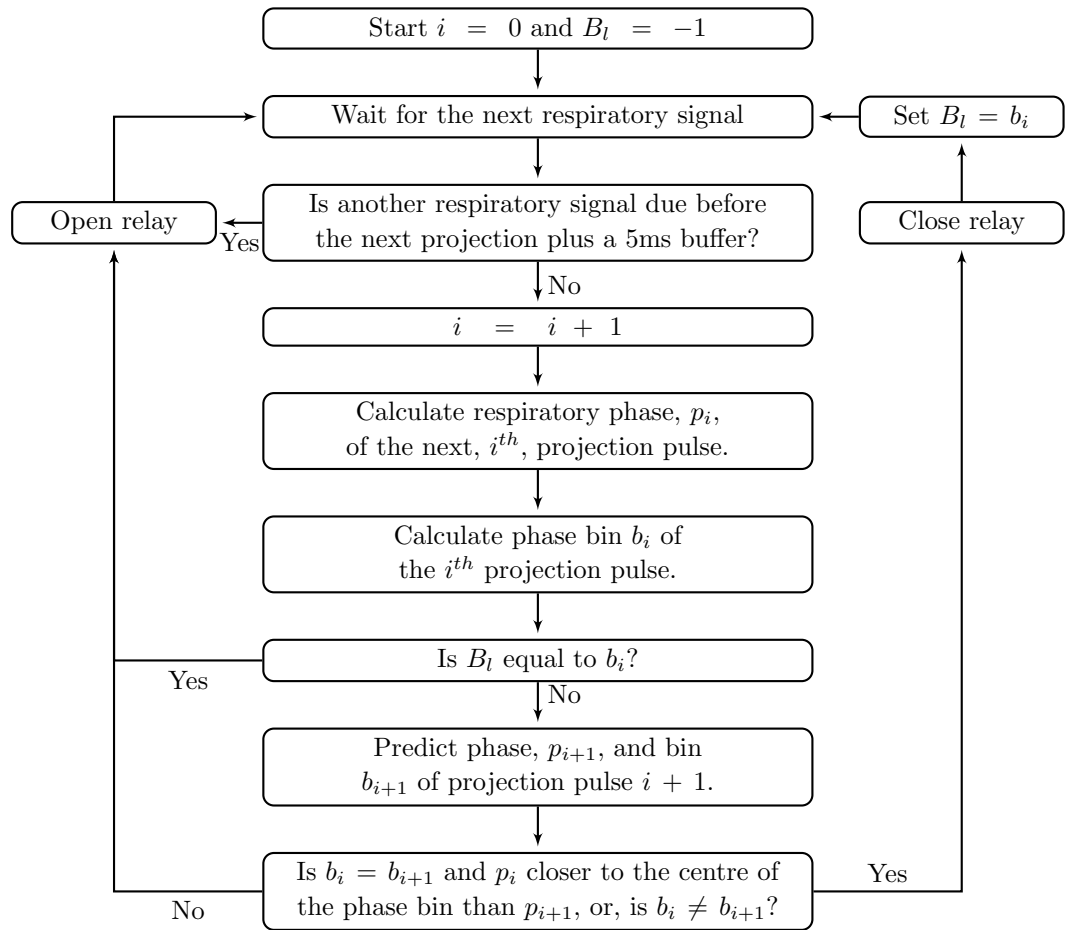 Start i = 0 and B_l = −1
Wait for the next respiratory signal
Set B_l = b_i
Is another respiratory signal due before
the next projection plus a 5ms buffer?
Open relay
Close relay
Yes
No
i = i + 1
Calculate respiratory phase, p_i,
of the next, i^{th}, projection pulse.
Calculate phase bin b_i of
the i^{th} projection pulse.
Is B_l equal to b_i?
Yes
No
Predict phase, p_{i+1}, and bin
b_{i+1} of projection pulse i + 1.
Is b_i = b_{i+1} and p_i closer to the centre of
the phase bin than p_{i+1}, or, is b_i ≠ b_{i+1}?
Yes
No